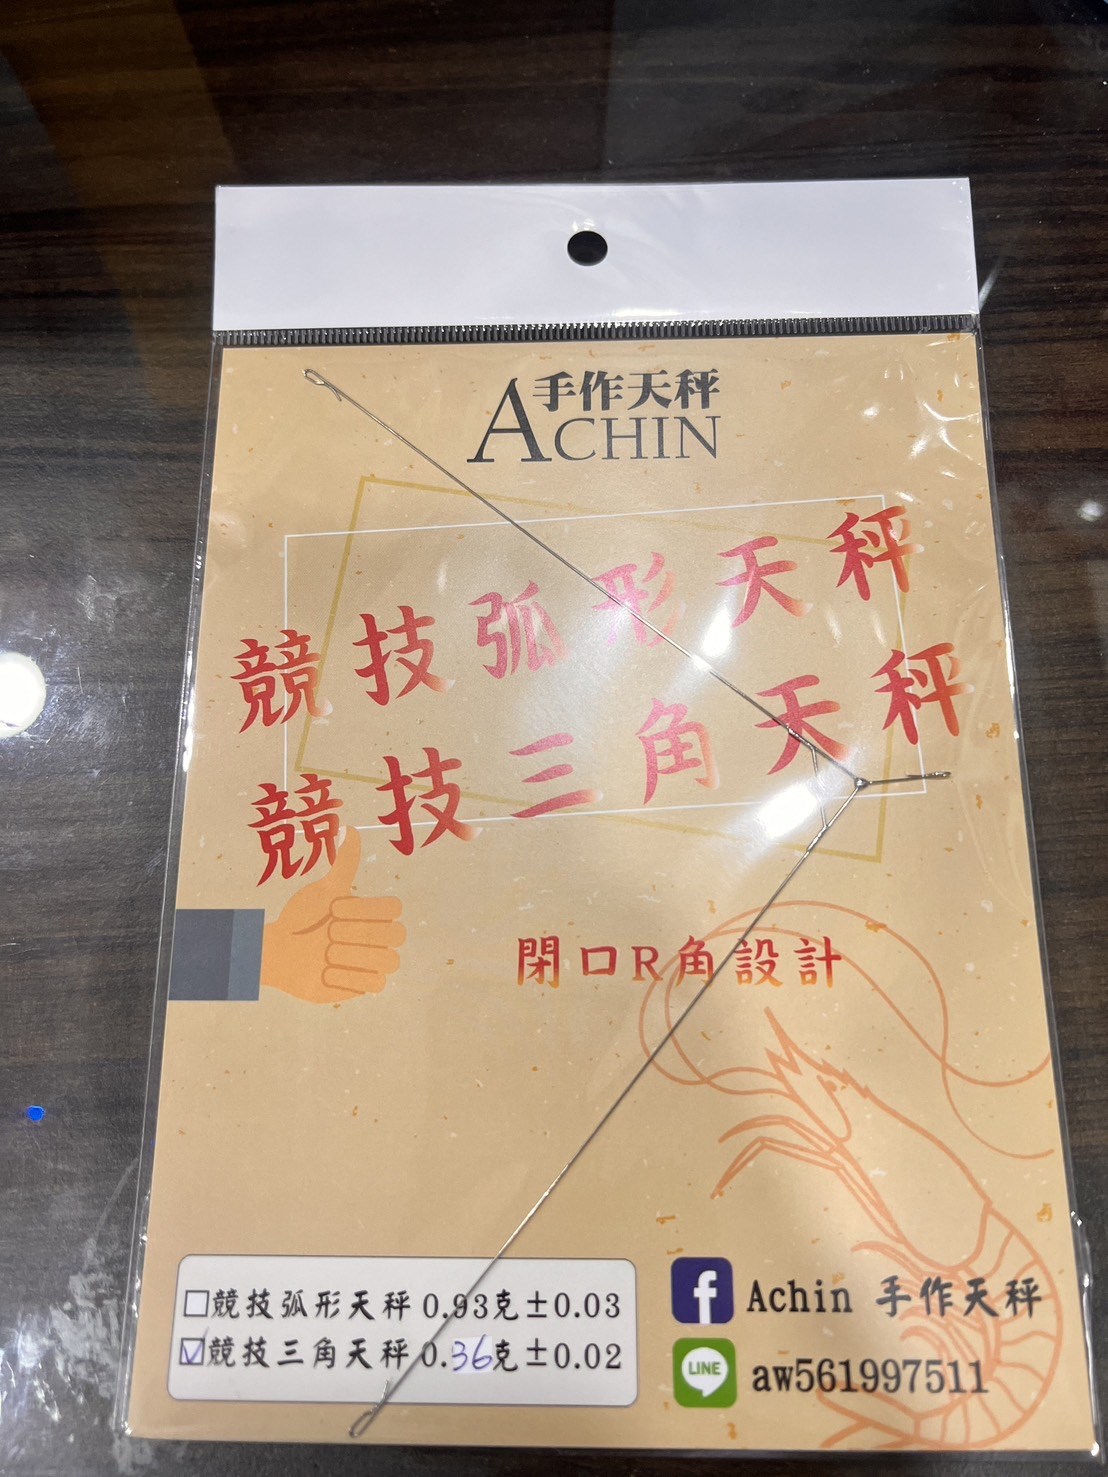 手作天秤
ACHIN
競技弧形天秤
競技三角天秤
閉口R角設計
□競技弧形天秤 0.93克±0.03
☑競技三角天秤 0.36克±0.02
f Achin 手作天秤
LINE aw561997511